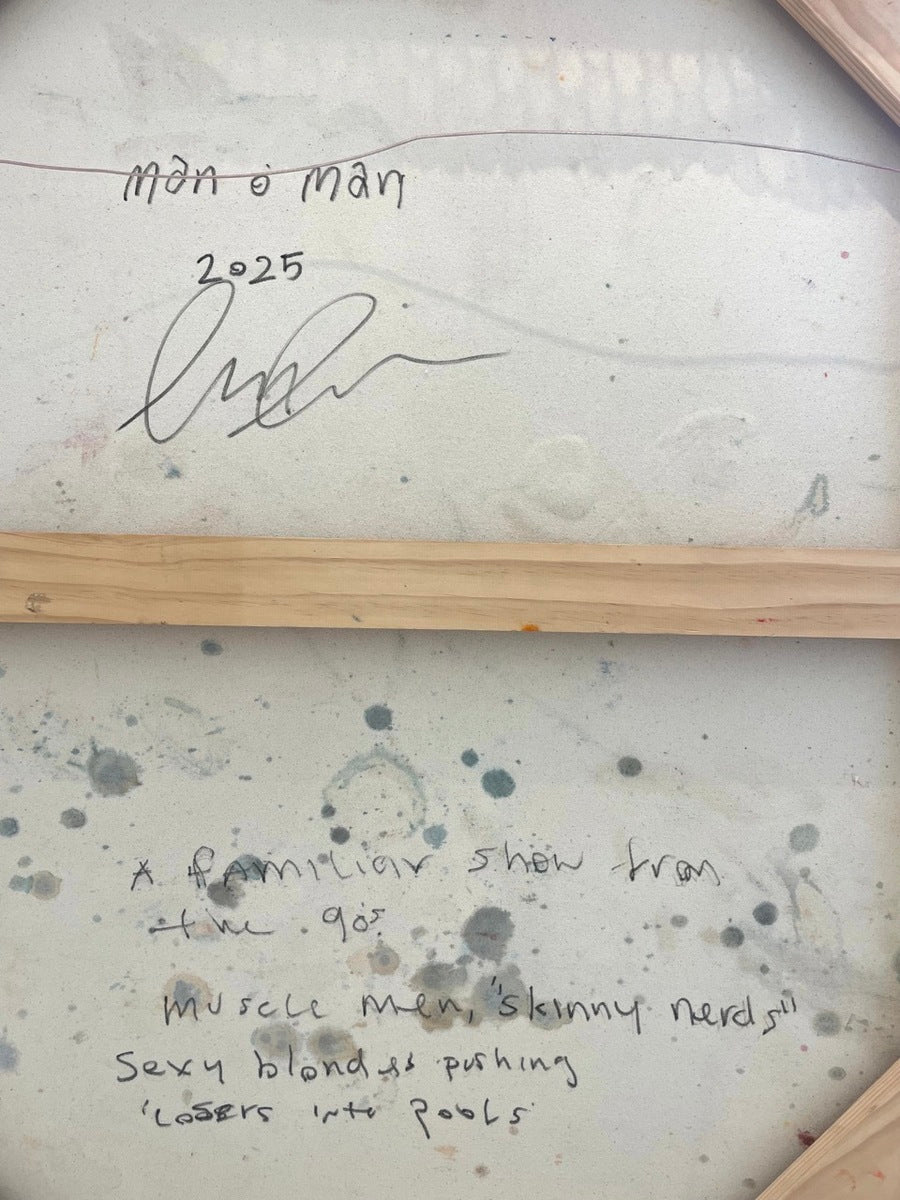 Man o Man
2025
A familiar show from
the 90s
Muscle men, "skinny nerds"
Sexy blondes pushing
'Losers into pools'